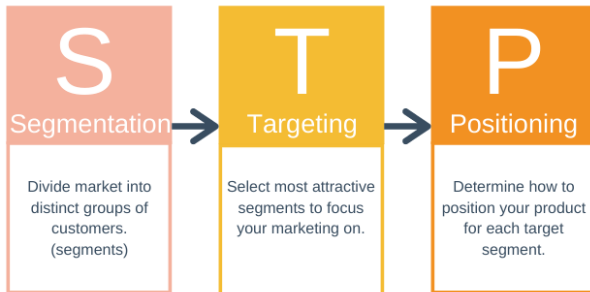 S
Segmentation
Divide market into
distinct groups of
customers.
(segments)
T
Targeting
Select most attractive
segments to focus
your marketing on.
P
Positioning
Determine how to
position your product
for each target
segment.